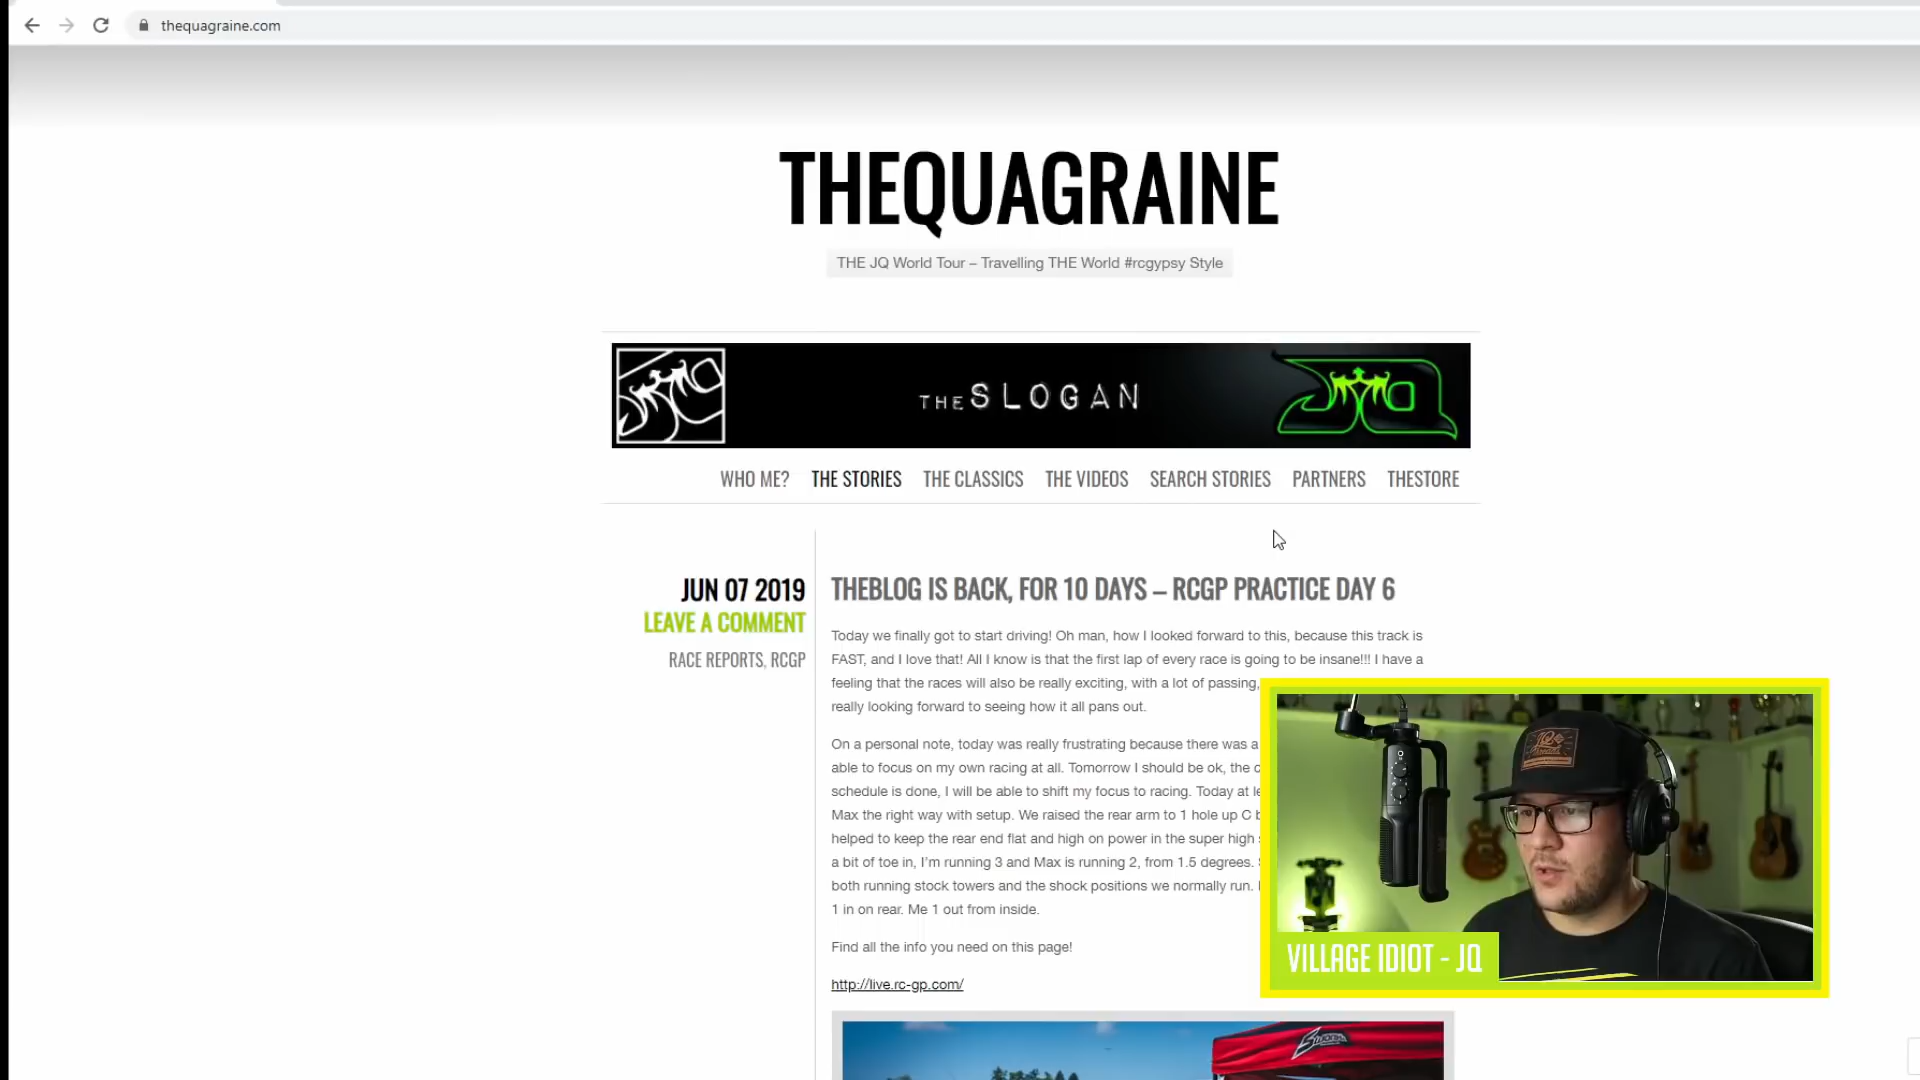 thequagraine.com
THEQUAGRAINE
THE JQ World Tour – Travelling THE World #rcgypsy Style
THE SLOGAN
JQ
WHO ME? THE STORIES THE CLASSICS THE VIDEOS SEARCH STORIES PARTNERS THESTORE
JUN 07 2019
LEAVE A COMMENT
RACE REPORTS, RCGP
THEBLOG IS BACK, FOR 10 DAYS – RCGP PRACTICE DAY 6
Today we finally got to start driving! Oh man, how I looked forward to this, because this track is
FAST, and I love that! All I know is that the first lap of every race is going to be insane!!! I have a
feeling that the races will also be really exciting, with a lot of passing,
really looking forward to seeing how it all pans out.
On a personal note, today was really frustrating because there was a
able to focus on my own racing at all. Tomorrow I should be ok, the
schedule is done, I will be able to shift my focus to racing. Today at
Max the right way with setup. We raised the rear arm to 1 hole up C
helped to keep the rear end flat and high on power in the super high
a bit of toe in, I'm running 3 and Max is running 2, from 1.5 degrees.
both running stock towers and the shock positions we normally run.
1 in on rear. Me 1 out from inside.
Find all the info you need on this page!
http://live.rc-gp.com/
VILLAGE IDIOT - JQ